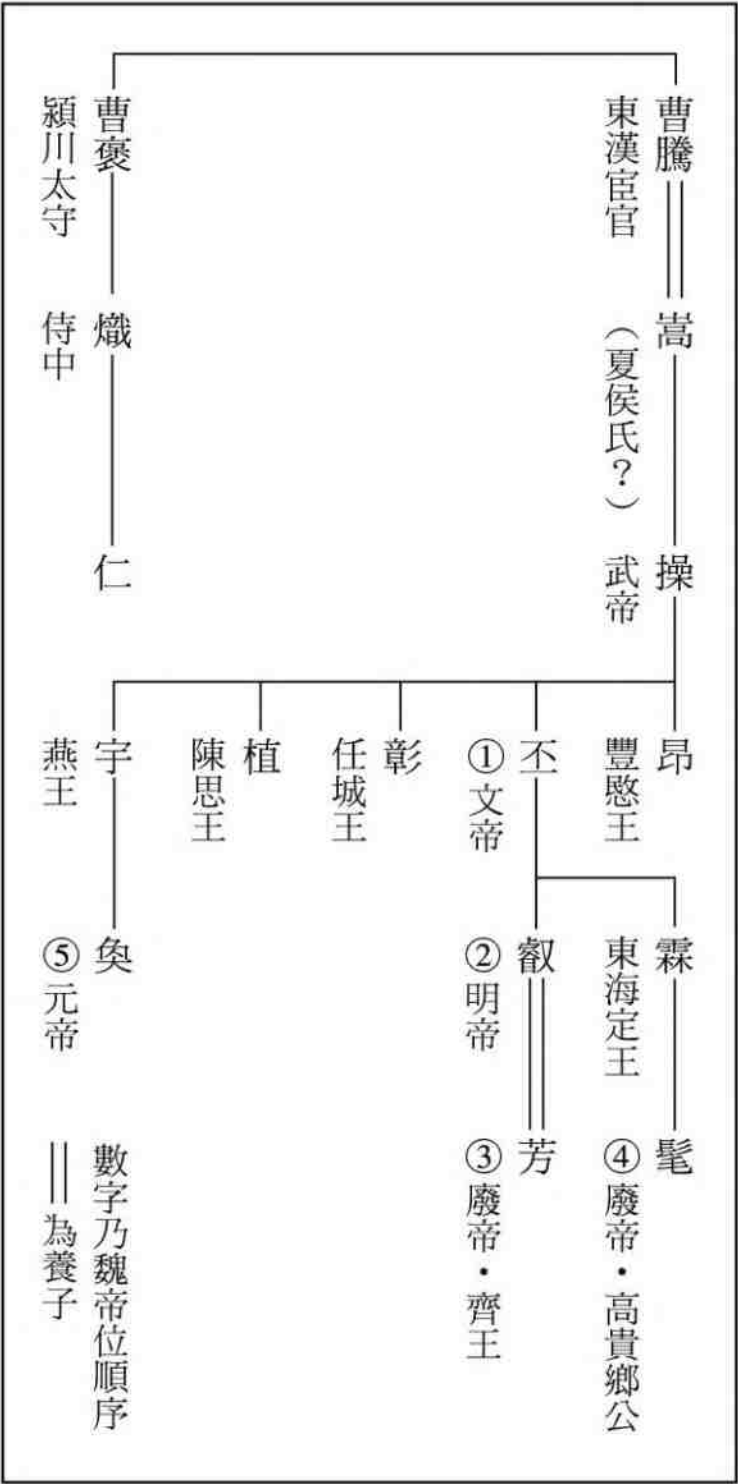 曹騰
東漢宦官
嵩
（夏侯氏？）
操
武帝
昂
豐愍王
丕
①文帝
霖
東海定王
髦
④廢帝・高貴鄉公
叡
②明帝
芳
③廢帝・齊王
彰
任城王
植
陳思王
宇
燕王
奐
⑤元帝
曹褒
潁川太守
熾
侍中
仁
數字乃魏帝位順序
為養子